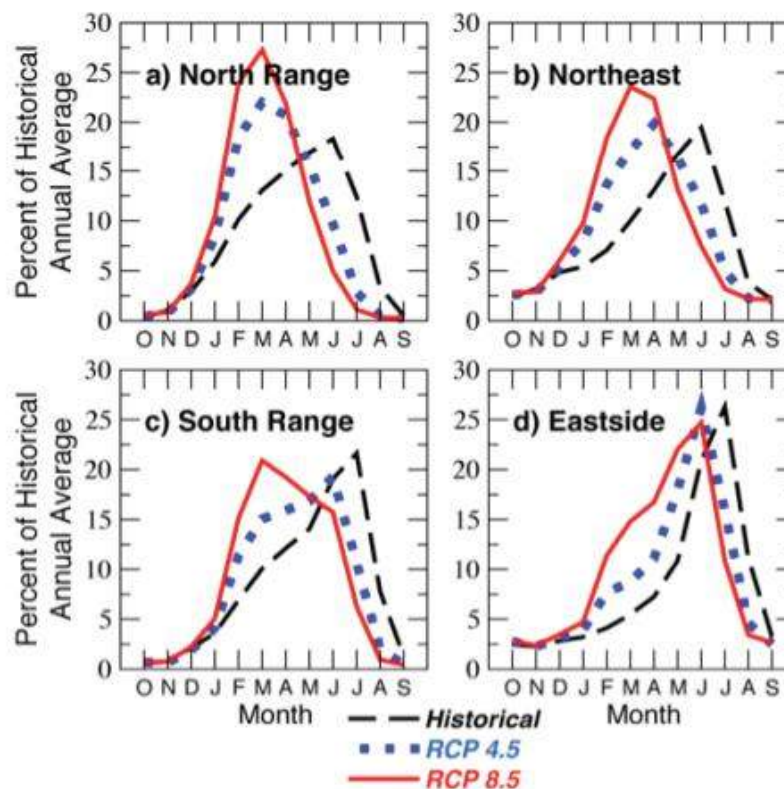 Percent of Historical
Annual Average
30
25
20
15
10
5
0
a) North Range
O N D J F M A M J J A S
30
25
20
15
10
5
0
b) Northeast
O N D J F M A M J J A S
Percent of Historical
Annual Average
30
25
20
15
10
5
0
c) South Range
O N D J F M A M J J A S
Month
30
25
20
15
10
5
0
d) Eastside
O N D J F M A M J J A S
Month
Historical
RCP 4.5
RCP 8.5